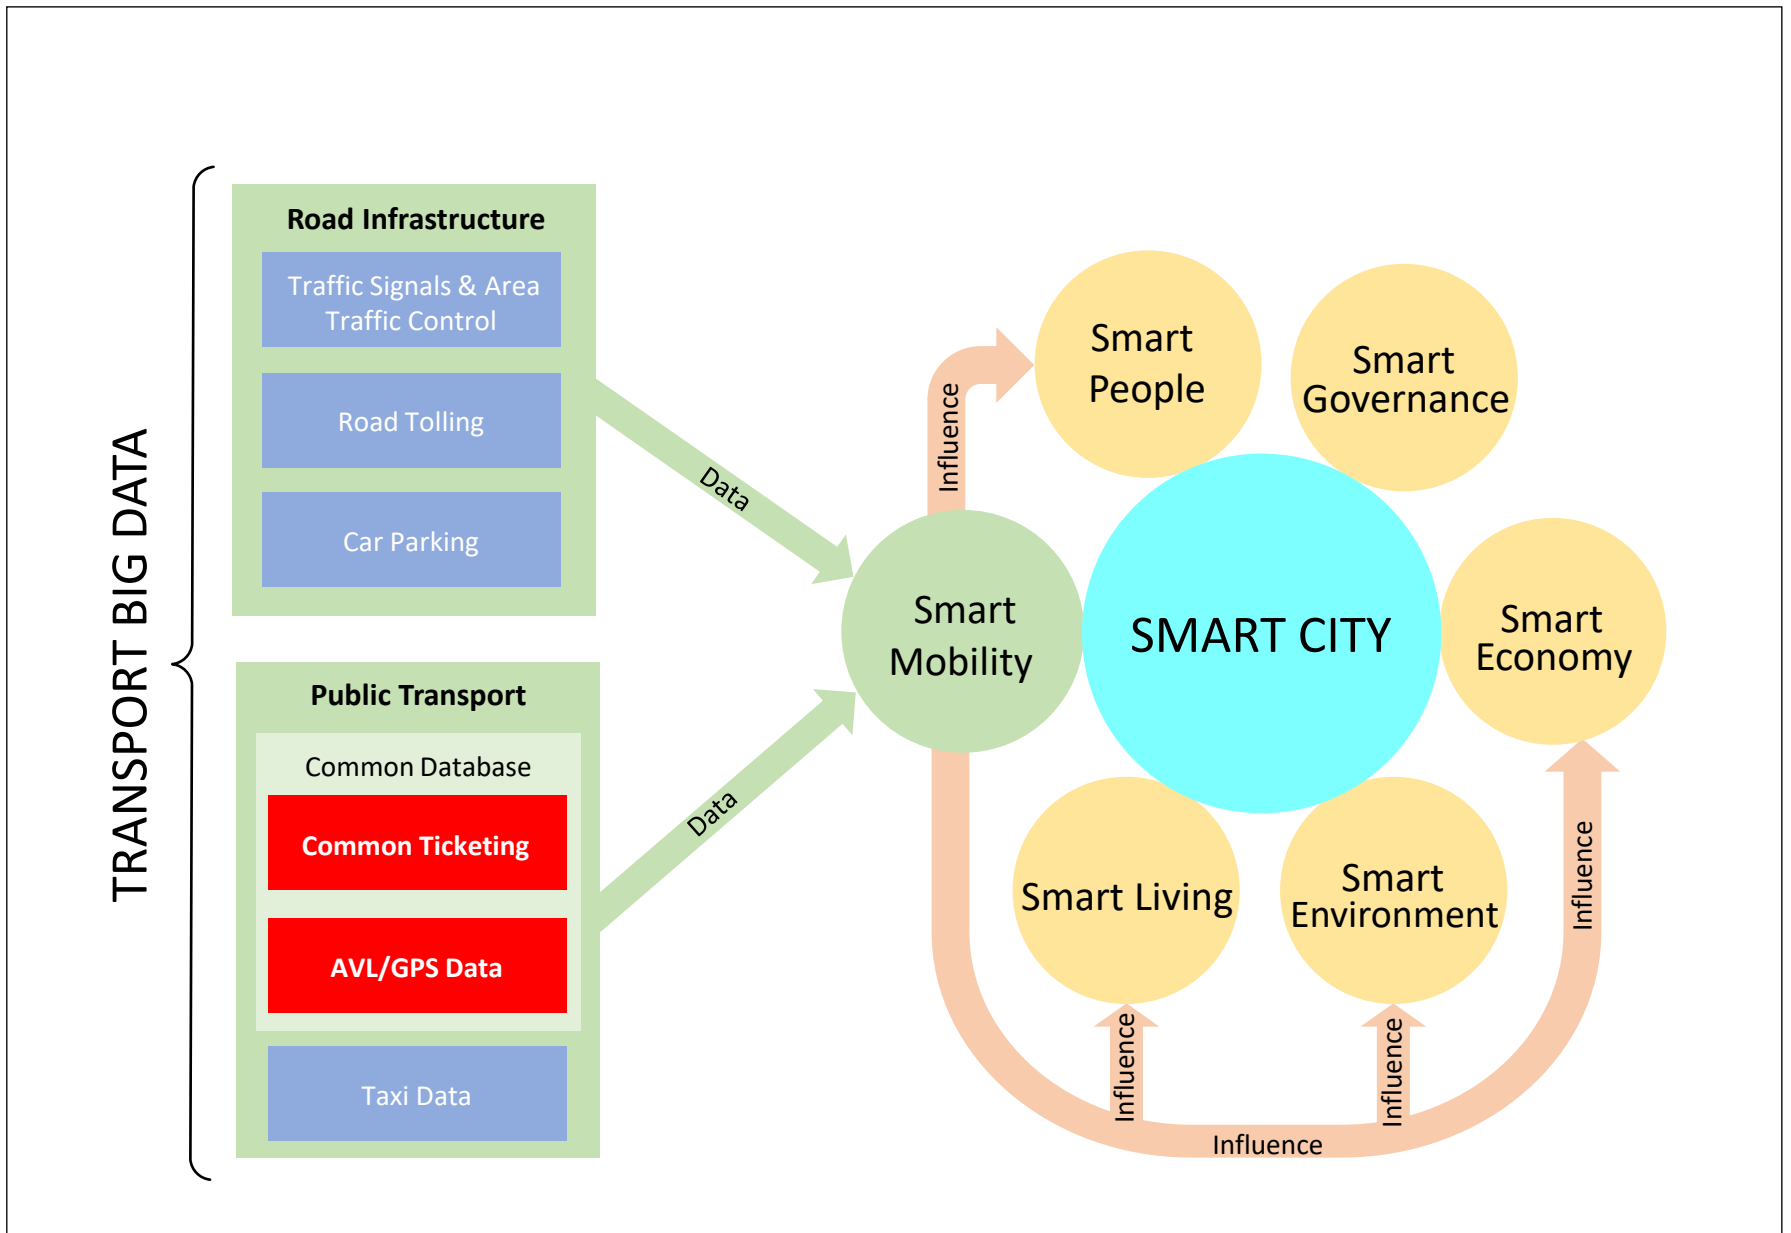 TRANSPORT BIG DATA
Road Infrastructure
Traffic Signals & Area
Traffic Control
Road Tolling
Car Parking
Public Transport
Common Database
Common Ticketing
AVL/GPS Data
Taxi Data
Data
Data
Influence
Smart
Mobility
Smart
People
Smart
Governance
SMART CITY
Smart
Economy
Smart Living
Smart
Environment
Influence
Influence
Influence
Influence